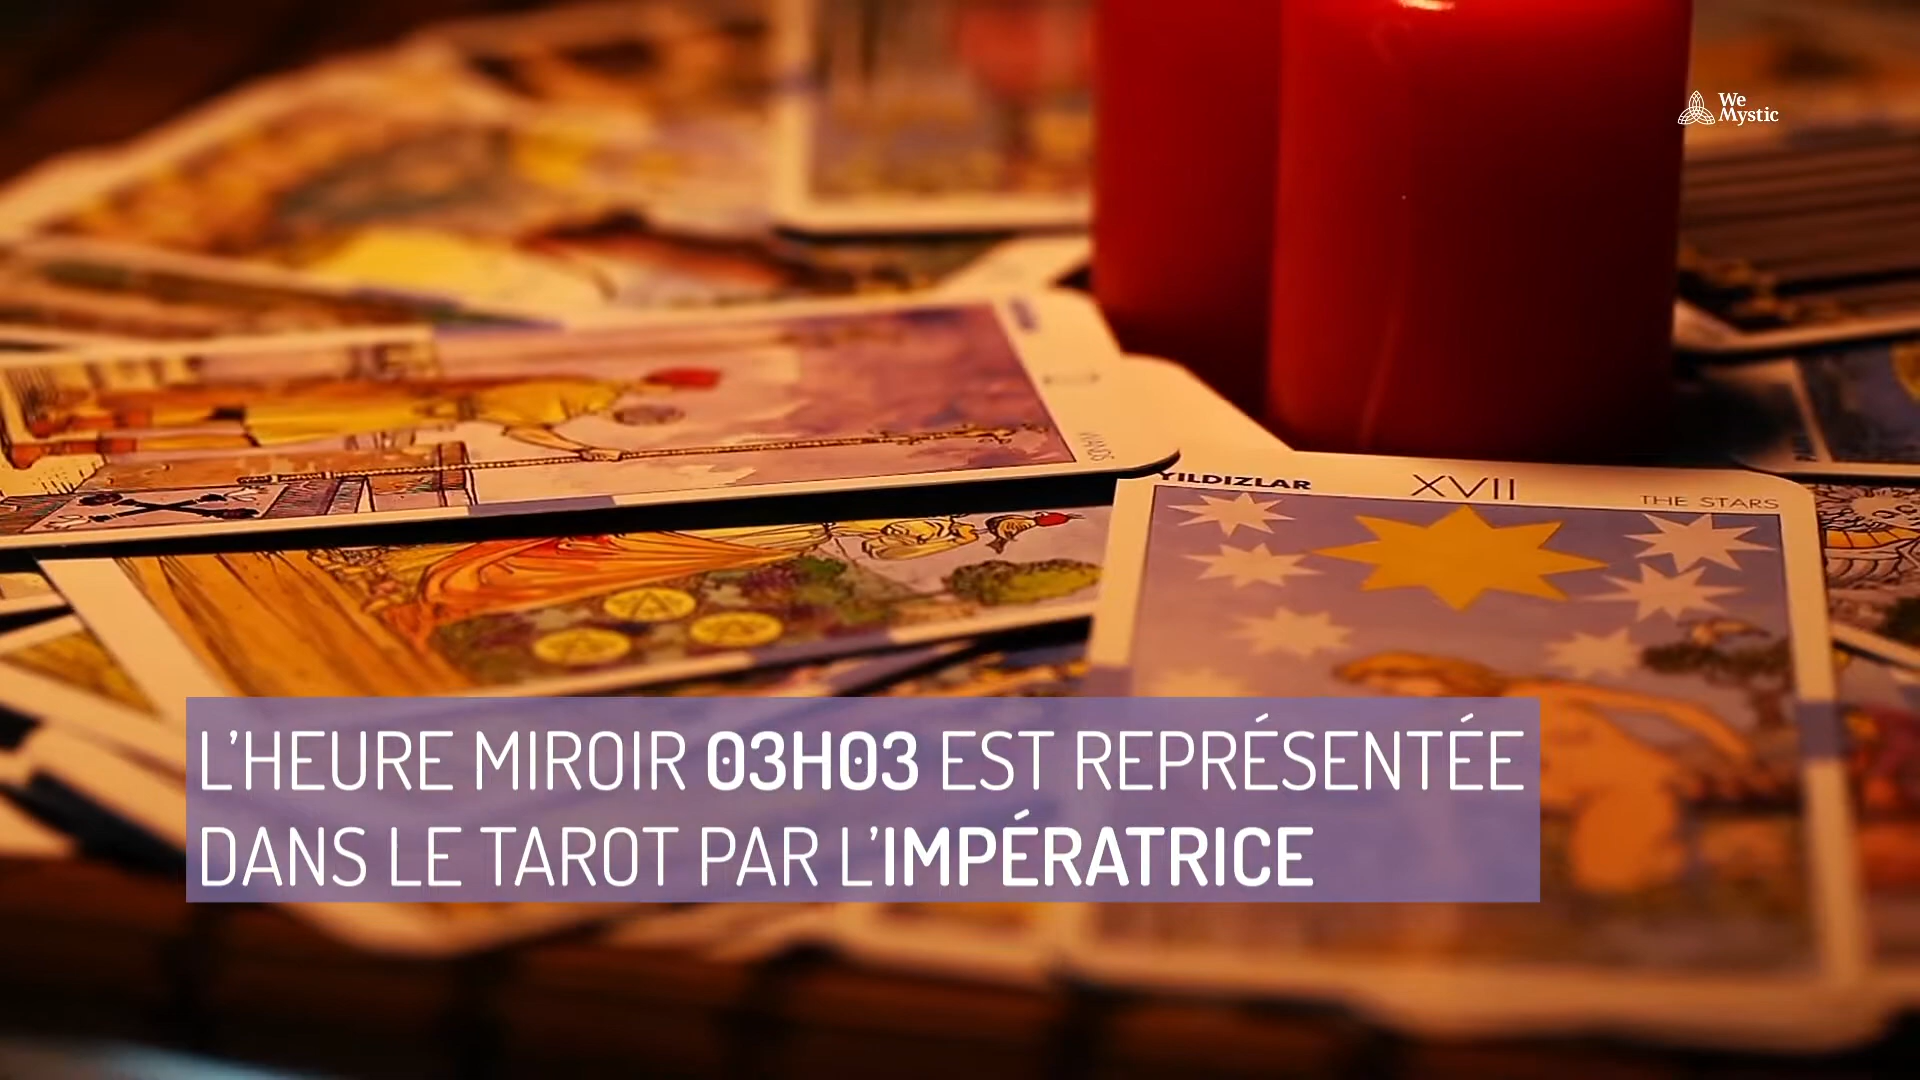 We
Mystic
YILDIZLAR
XVII
THE STARS
L'HEURE MIROIR 03H03 EST REPRÉSENTÉE
DANS LE TAROT PAR L'IMPÉRATRICE